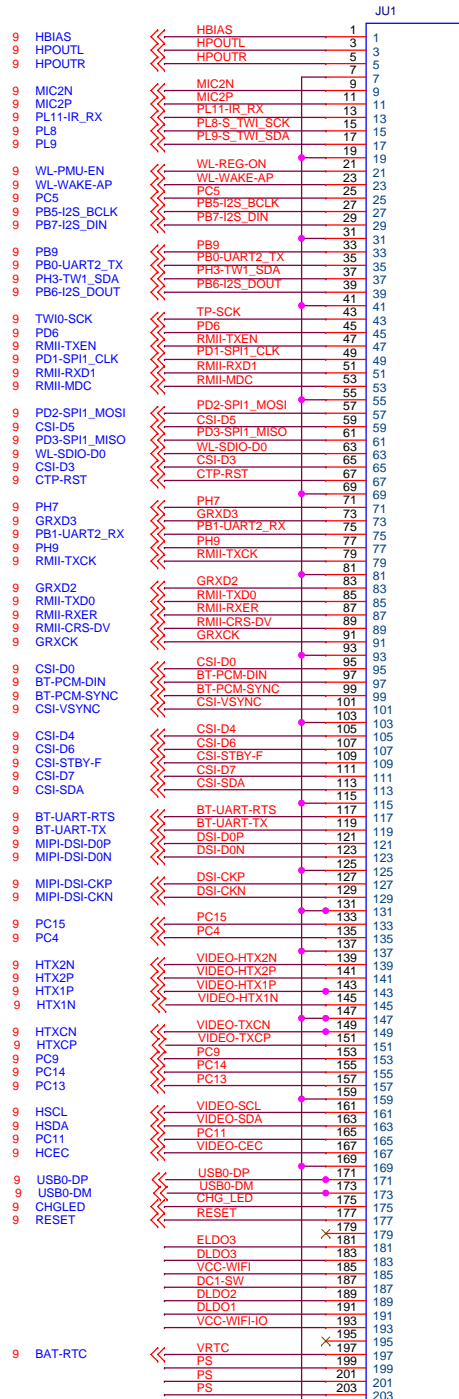 JU1
9 HBIAS HBIAS 1 1
9 HPOUTL HPOUTL 3 3
9 HPOUTR HPOUTR 5 5
7 7
9 MIC2N MIC2N 9 9
9 MIC2P MIC2P 11 11
9 PL11-IR_RX PL11-IR_RX 13 13
9 PL8 PL8-S_TWI_SCK 15 15
9 PL9 PL9-S_TWI_SDA 17 17
19 19
9 WL-PMU-EN WL-REG-ON 21 21
9 WL-WAKE-AP WL-WAKE-AP 23 23
9 PC5 PC5 25 25
9 PB5-I2S_BCLK PB5-I2S_BCLK 27 27
9 PB7-I2S_DIN PB7-I2S_DIN 29 29
31 31
9 PB9 PB9 33 33
9 PB0-UART2_TX PB0-UART2_TX 35 35
9 PH3-TW1_SDA PH3-TW1_SDA 37 37
9 PB6-I2S_DOUT PB6-I2S_DOUT 39 39
41 41
9 TWI0-SCK TP-SCK 43 43
9 PD6 PD6 45 45
9 RMII-TXEN RMII-TXEN 47 47
9 PD1-SPI1_CLK PD1-SPI1_CLK 49 49
9 RMII-RXD1 RMII-RXD1 51 51
9 RMII-MDC RMII-MDC 53 53
55 55
9 PD2-SPI1_MOSI PD2-SPI1_MOSI 57 57
9 CSI-D5 CSI-D5 59 59
9 PD3-SPI1_MISO PD3-SPI1_MISO 61 61
9 WL-SDIO-D0 WL-SDIO-D0 63 63
9 CSI-D3 CSI-D3 65 65
9 CTP-RST CTP-RST 67 67
69 69
9 PH7 PH7 71 71
9 GRXD3 GRXD3 73 73
9 PB1-UART2_RX PB1-UART2_RX 75 75
9 PH9 PH9 77 77
9 RMII-TXCK RMII-TXCK 79 79
81 81
9 GRXD2 GRXD2 83 83
9 RMII-TXD0 RMII-TXD0 85 85
9 RMII-RXER RMII-RXER 87 87
9 RMII-CRS-DV RMII-CRS-DV 89 89
9 GRXCK GRXCK 91 91
93 93
9 CSI-D0 CSI-D0 95 95
9 BT-PCM-DIN BT-PCM-DIN 97 97
9 BT-PCM-SYNC BT-PCM-SYNC 99 99
9 CSI-VSYNC CSI-VSYNC 101 101
103 103
9 CSI-D4 CSI-D4 105 105
9 CSI-D6 CSI-D6 107 107
9 CSI-STBY-F CSI-STBY-F 109 109
9 CSI-D7 CSI-D7 111 111
9 CSI-SDA CSI-SDA 113 113
115 115
9 BT-UART-RTS BT-UART-RTS 117 117
9 BT-UART-TX BT-UART-TX 119 119
9 MIPI-DSI-D0P DSI-D0P 121 121
9 MIPI-DSI-D0N DSI-D0N 123 123
125 125
9 MIPI-DSI-CKP DSI-CKP 127 127
9 MIPI-DSI-CKN DSI-CKN 129 129
131 131
9 PC15 PC15 133 133
9 PC4 PC4 135 135
137 137
9 HTX2N VIDEO-HTX2N 139 139
9 HTX2P VIDEO-HTX2P 141 141
9 HTX1P VIDEO-HTX1P 143 143
9 HTX1N VIDEO-HTX1N 145 145
147 147
9 HTXCN VIDEO-TXCN 149 149
9 HTXCP VIDEO-TXCP 151 151
9 PC9 PC9 153 153
9 PC14 PC14 155 155
9 PC13 PC13 157 157
159 159
9 HSCL VIDEO-SCL 161 161
9 HSDA VIDEO-SDA 163 163
9 PC11 PC11 165 165
9 HCEC VIDEO-CEC 167 167
169 169
9 USB0-DP USB0-DP 171 171
9 USB0-DM USB0-DM 173 173
9 CHGLED CHG_LED 175 175
9 RESET RESET 177 177
179 179
ELDO3 181 181
DLDO3 183 183
VCC-WIFI 185 185
DC1-SW 187 187
DLDO2 189 189
DLDO1 191 191
VCC-WIFI-IO 193 193
195 195
9 BAT-RTC VRTC 197 197
PS 199 199
PS 201 201
PS 203 203